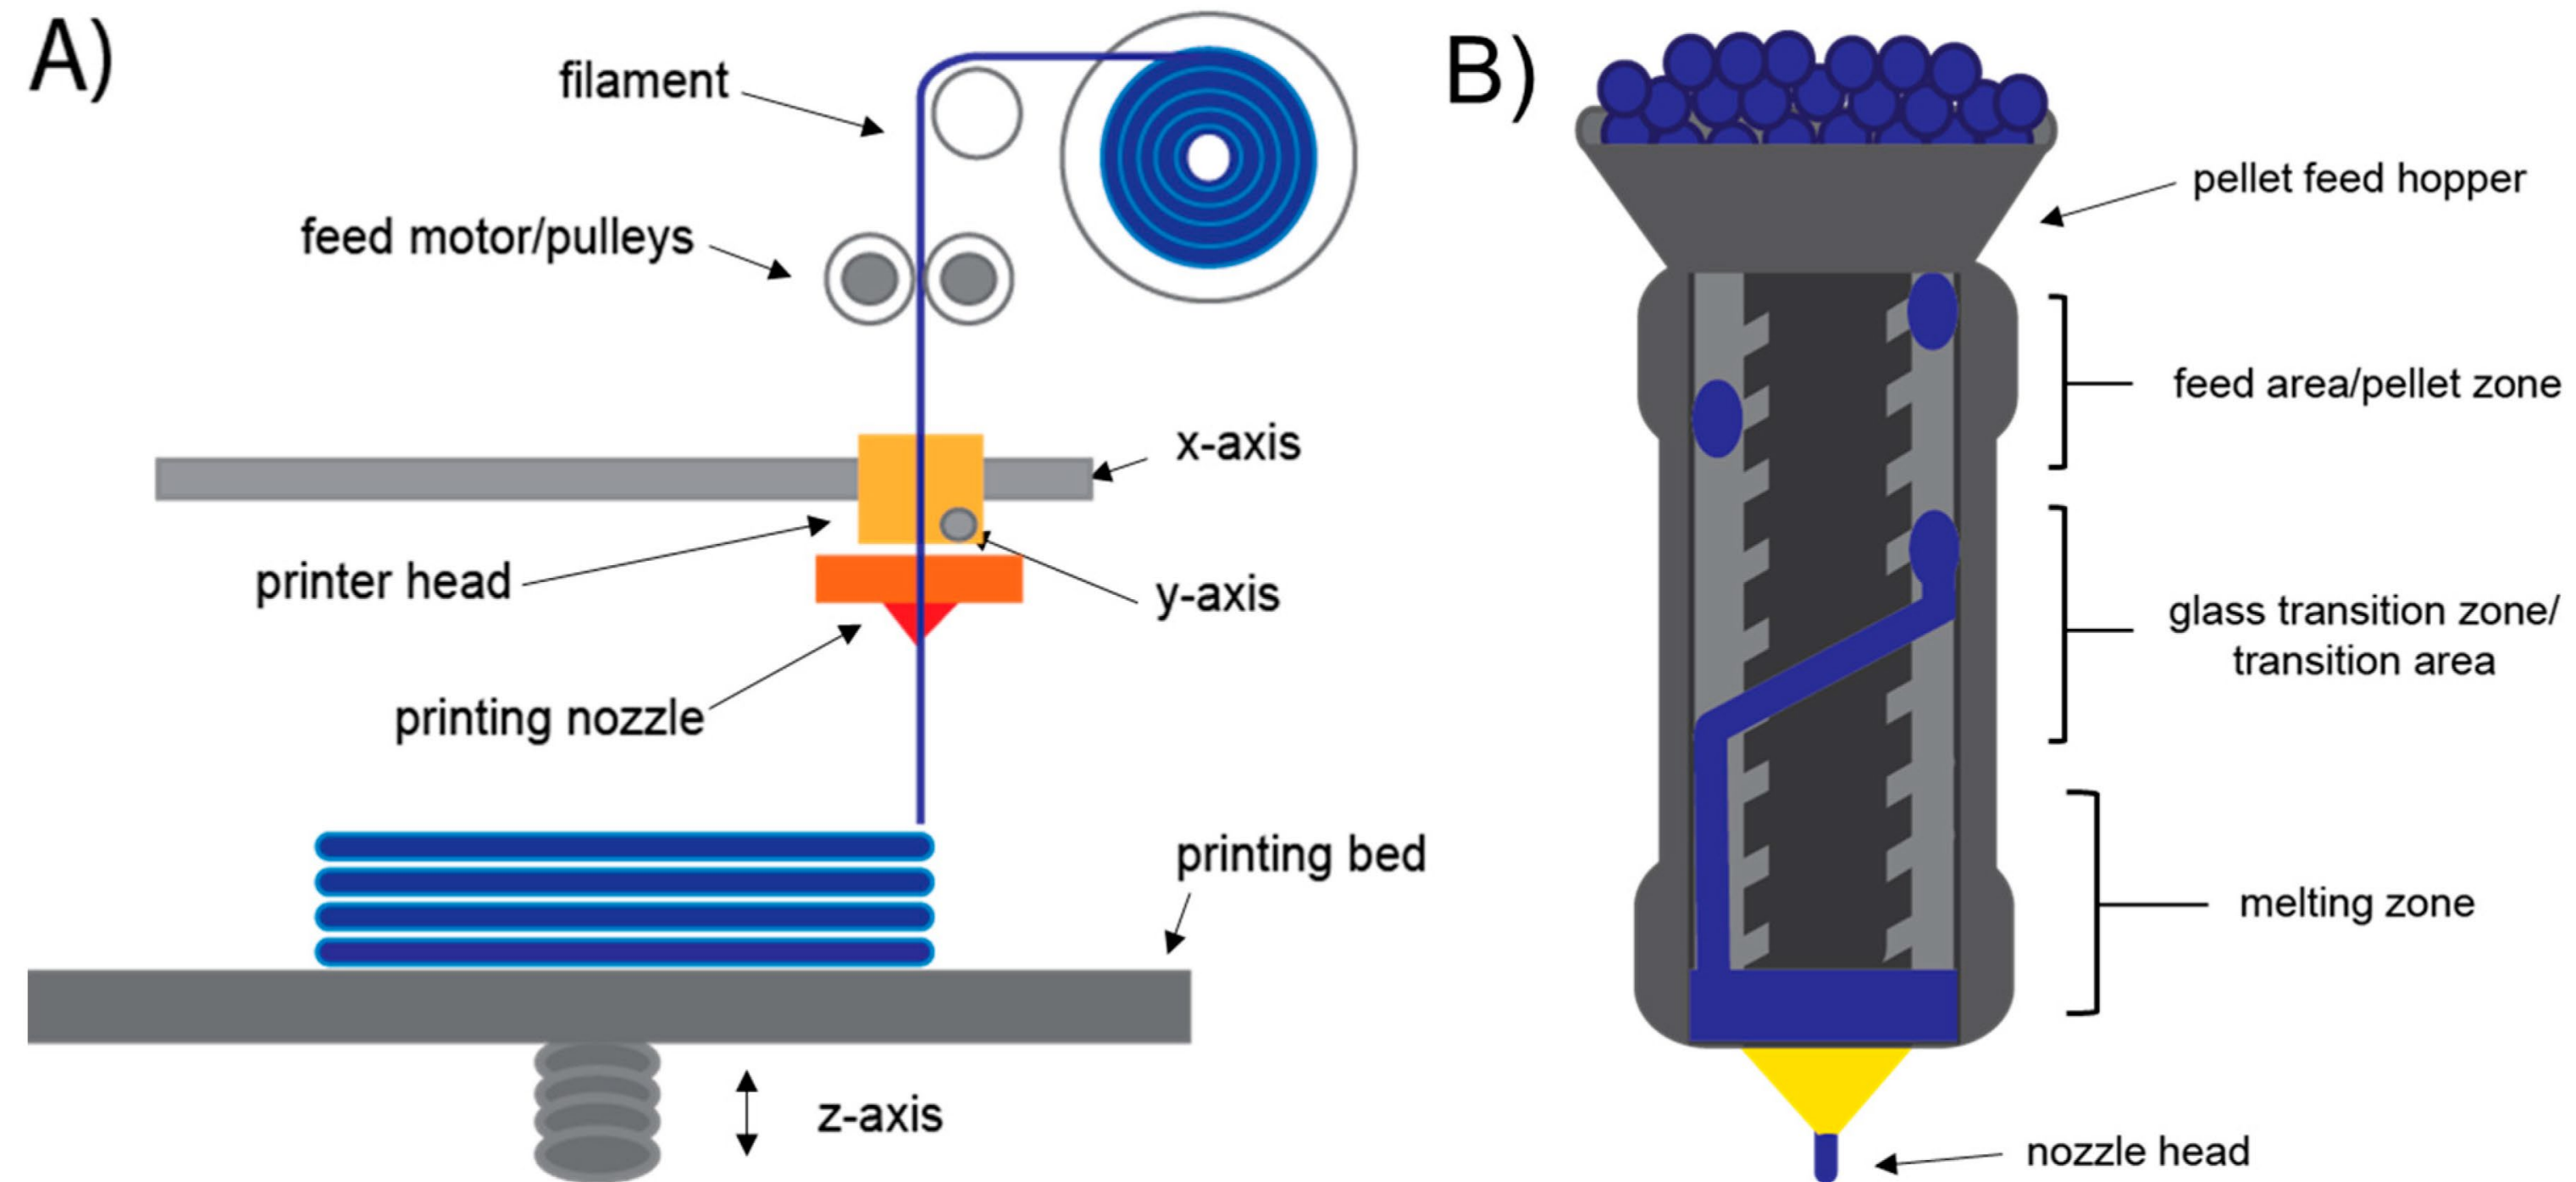 A)
filament
feed motor/pulleys
x-axis
printer head
y-axis
printing nozzle
printing bed
z-axis
B)
pellet feed hopper
feed area/pellet zone
glass transition zone/
transition area
melting zone
nozzle head